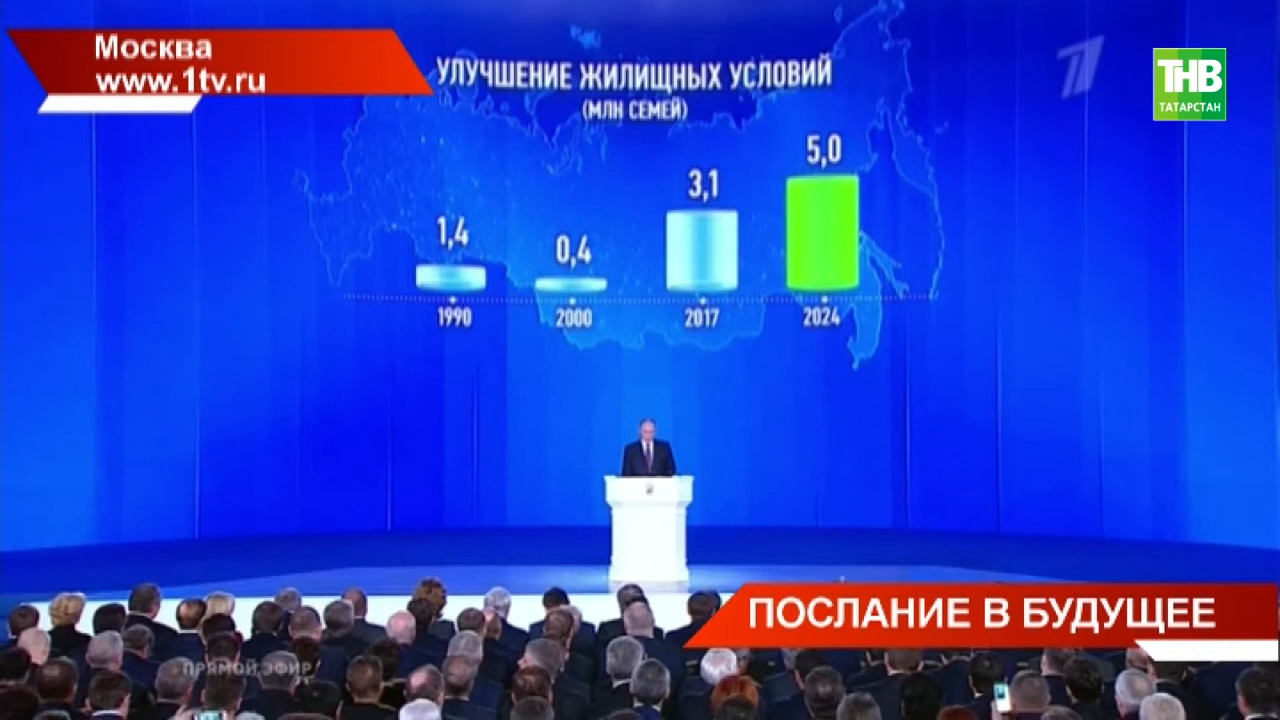 Москва
www.1tv.ru
УЛУЧШЕНИЕ ЖИЛИЩНЫХ УСЛОВИЙ
(МЛН СЕМЕЙ)
1
ТНВ
ТАТАРСТАН
1,4
0,4
3,1
5,0
1990
2000
2017
2024
ПОСЛАНИЕ В БУДУЩЕЕ
ПРЯМОЙ ЭФИР